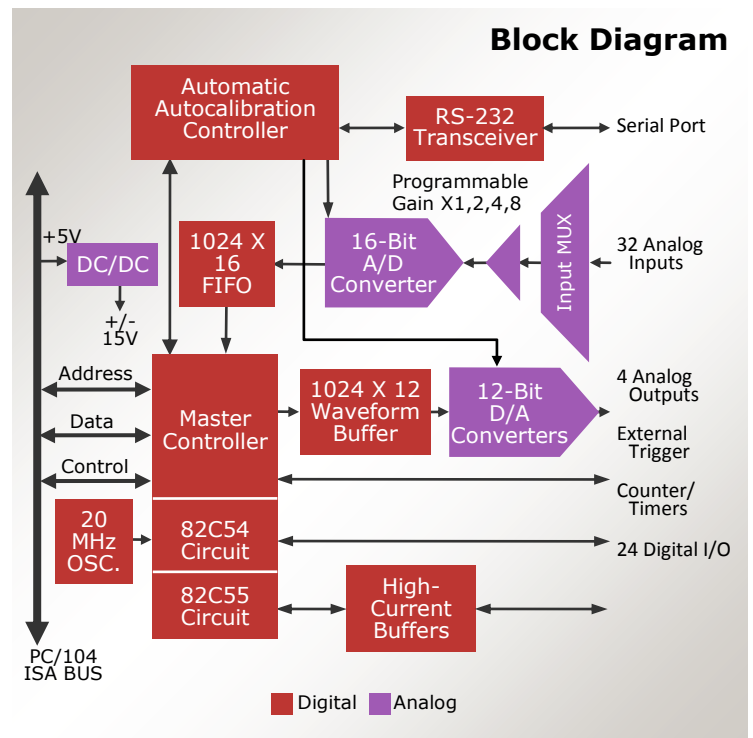 Block Diagram
Automatic
Autocalibration
Controller
RS-232
Transceiver
Serial Port
Programmable
Gain X1,2,4,8
+5V
DC/DC
+/-
15V
1024 X
16
FIFO
16-Bit
A/D
Converter
Input MUX
32 Analog
Inputs
Address
Data
Control
Master
Controller
1024 X 12
Waveform
Buffer
12-Bit
D/A
Converters
4 Analog
Outputs
External
Trigger
Counter/
Timers
20
MHz
OSC.
82C54
Circuit
24 Digital I/O
82C55
Circuit
High-
Current
Buffers
PC/104
ISA BUS
Digital
Analog